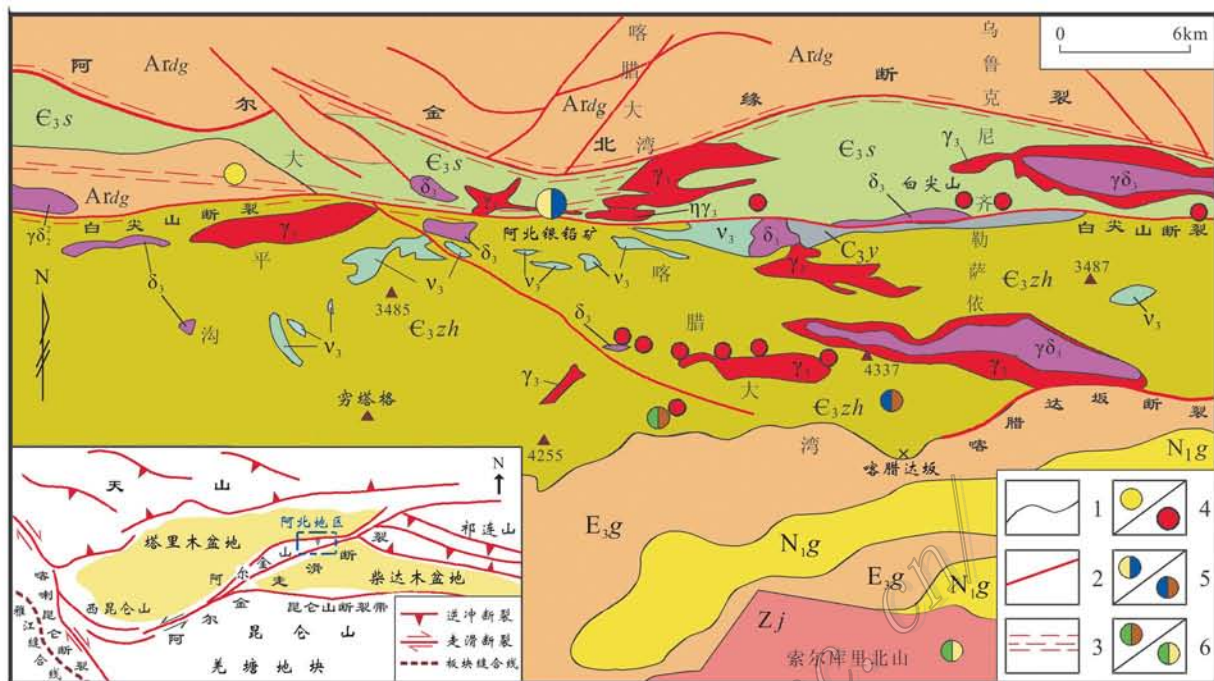 阿尔金北缘断裂
喀腊大湾
乌鲁克尼齐勒萨依
0 6km
Ardg
Ardg
Ardg
Ardg
Є₃s
Є₃s
Є₃s
大平沟
γ₃
γ₃
γδ₃
δ₃
γ₃
ηγ₃
δ₃
白尖山
γδ₂²
白尖山断裂
γ₃
δ₃
阿北银铅矿
ν₃
δ₃
C₃y
白尖山断裂
δ₃
ν₃
ν₃
ν₃
γ₃
Є₃zh
3487
ν₃
3485
Є₃zh
喀腊大湾
ν₃
δ₃
γδ₃
γ₃
γ₃
γ₃
4337
穷塔格
Є₃zh
喀腊达坂断裂
4255
喀腊达坂
N₁g
E₃g
N₁g
E₃g
N₁g
Zj
索尔库里北山
N
N
天山
阿北地区
祁连山
塔里木盆地
阿尔金山
阿尔金走滑断裂
柴达木盆地
西昆仑山
昆仑山断裂带
喀喇昆仑断裂
昆仑山
雅江缝合线
羌塘地块
逆冲断裂
走滑断裂
板块缝合线
1
2
3
4
5
6